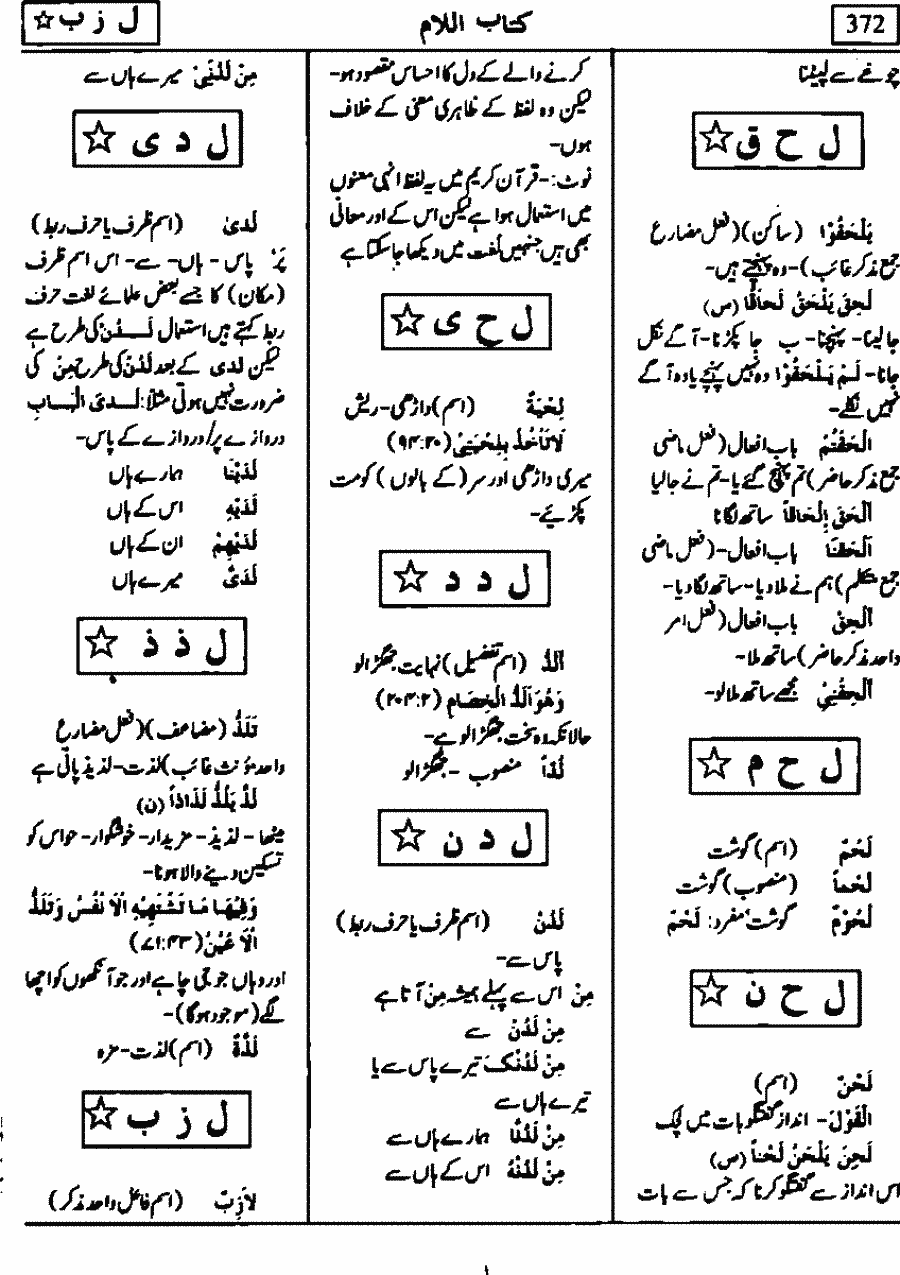 372
کتاب اللام
ل ز ب ☆
چوغے سے لپیٹنا
ل ح ق ☆
يَلْحَقُوْا (ساکن)(فعل مضارع
جمع مذکر غائب)-وہ پہنچے ہیں-
لَحِقَ يَلْحَقُ لَحَاقًا (س)
جا لینا- پہنچنا- ب جا پکڑنا-آگے نکل
جانا- لَمْ يَلْحَقُوْا وہ نہیں پہنچے یا وہ آگے
نہیں نکلے-
اَلْحَقْتُمْ باب افعال (فعل ماضی
جمع مذکر حاضر)تم پہنچ گئے یا-تم نے جالیا
اَلْحَقَ اِلْحَاقًا ساتھ لگانا
اَلْحَقْنَا باب افعال-(فعل ماضی
جمع متکلم)ہم نے ملا دیا-ساتھ لگا دیا-
اَلْحِقْ باب افعال (فعل امر
واحد مذکر حاضر)ساتھ ملا-
اَلْحِقْنِيْ مجھے ساتھ ملالو-
ل ح م ☆
لَحْمٌ (اسم)گوشت
لَحْماً (منصوب)گوشت
لُحُوْمٌ گوشت مفرد: لَحْمٌ
ل ح ن ☆
لَحْنٌ (اسم)
الْقَوْلِ- انداز گفتگو بات میں لچک
لَحِنَ يَلْحَنُ لَحْناً (س)
اس انداز سے گفتگو کرنا کہ جس سے بات
کرنے والے کے دل کا احساس مقصود ہو-
لیکن وہ لفظ کے ظاہری معنی کے خلاف
ہوں-
نوٹ:-قرآن کریم میں یہ لفظ انہی معنوں
میں استعمال ہوا ہے لیکن اس کے اور معانی
بھی ہیں جنہیں لغت میں دیکھا جا سکتا ہے
ل ح ی ☆
لِحْيَةٌ (اسم)داڑھی-ریش
لَاتَأْخُذْ بِلِحْيَتِيْ (۹۴:۲۰)
میری داڑھی اور سر (کے بالوں )کو مت
پکڑیئے-
ل د د ☆
اَلَدُّ (اسم تفضیل)نہایت جھگڑالو
وَهُوَ اَلَدُّ الْخِصَامِ (۲۰۴:۲)
حالانکہ وہ سخت جھگڑالو ہے-
لُدّاً منصوب -جھگڑالو
ل د ن ☆
لَدُنْ (اسم ظرف یا حرف ربط)
پاس سے-
مِنْ اس سے پہلے ہمیشہ مِنْ آتا ہے
مِنْ لَدُنْ سے
مِنْ لَدُنْكَ تیرے پاس سے یا
تیرے ہاں سے
مِنْ لَدُنَّا ہمارے ہاں سے
مِنْ لَدُنْهُ اس کے ہاں سے
مِنْ لَدُنِّيْ میرے ہاں سے
ل د ی ☆
لَدیٰ (اسم ظرف یا حرف ربط)
پَرْ پاس- ہاں- سے- اس اسم ظرف
(مکان) کا جسے بعض علمائے لغت حرف
ربط کہتے ہیں استعمال لَدُن کی طرح ہے
لیکن لدی کے بعد لَدُن کی طرح مِنْ کی
ضرورت نہیں ہوتی مثلاً: لَدىَ الْبَابِ
دروازے پر/دروازے کے پاس-
لَدَيْنَا ہمارے ہاں
لَدَيْهِ اس کے ہاں
لَدَيْهِمْ ان کے ہاں
لَدَيَّ میرے ہاں
ل ذ ذ ☆
تَلَذُّ (مضاعف)(فعل مضارع
واحد مؤنث غائب)لذت-لذیذ پاتی ہے
لَذَّ يَلَذُّ لَذَاذاً (ن)
میٹھا - لذیذ- مزیدار- خوشگوار- حواس کو
تسکین دینے والا ہونا-
وَفِيْهَا مَا تَشْتَهِيْهِ الْاَ نْفُسُ وَتَلَذُّ
الْاَ عْيُنُ(۷۱:۴۳)
اور وہاں جو جی چاہے اور جو آنکھوں کو اچھا
لگے(موجود ہوگا)-
لَذَّةٌ (اسم)لذت-مزہ
ل ز ب ☆
لَازِبٌ (اسم فاعل واحد مذکر)